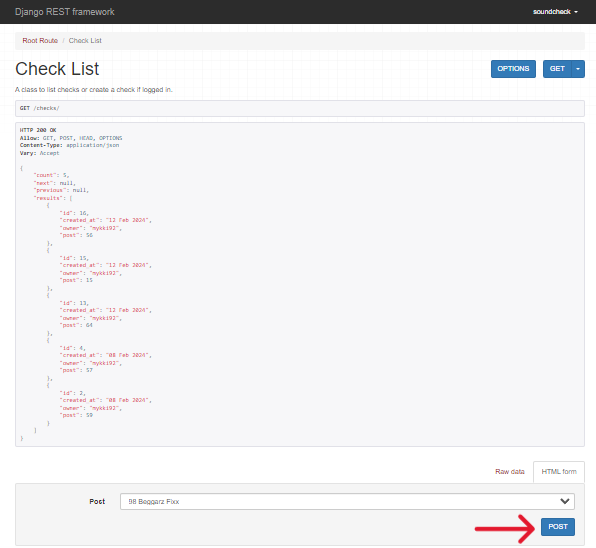 Django REST framework
soundcheck
Root Route / Check List
Check List
OPTIONS
GET
A class to list checks or create a check if logged in.
GET /checks/
HTTP 200 OK
Allow: GET, POST, HEAD, OPTIONS
Content-Type: application/json
Vary: Accept
{
"count": 5,
"next": null,
"previous": null,
"results": [
{
"id": 16,
"created_at": "12 Feb 2024",
"owner": "mykki92",
"post": 56
},
{
"id": 15,
"created_at": "12 Feb 2024",
"owner": "mykki92",
"post": 15
},
{
"id": 13,
"created_at": "12 Feb 2024",
"owner": "mykki92",
"post": 64
},
{
"id": 4,
"created_at": "08 Feb 2024",
"owner": "mykki92",
"post": 57
},
{
"id": 2,
"created_at": "08 Feb 2024",
"owner": "mykki92",
"post": 59
}
]
}
Raw data
HTML form
Post
98 Beggarz Fixx
POST